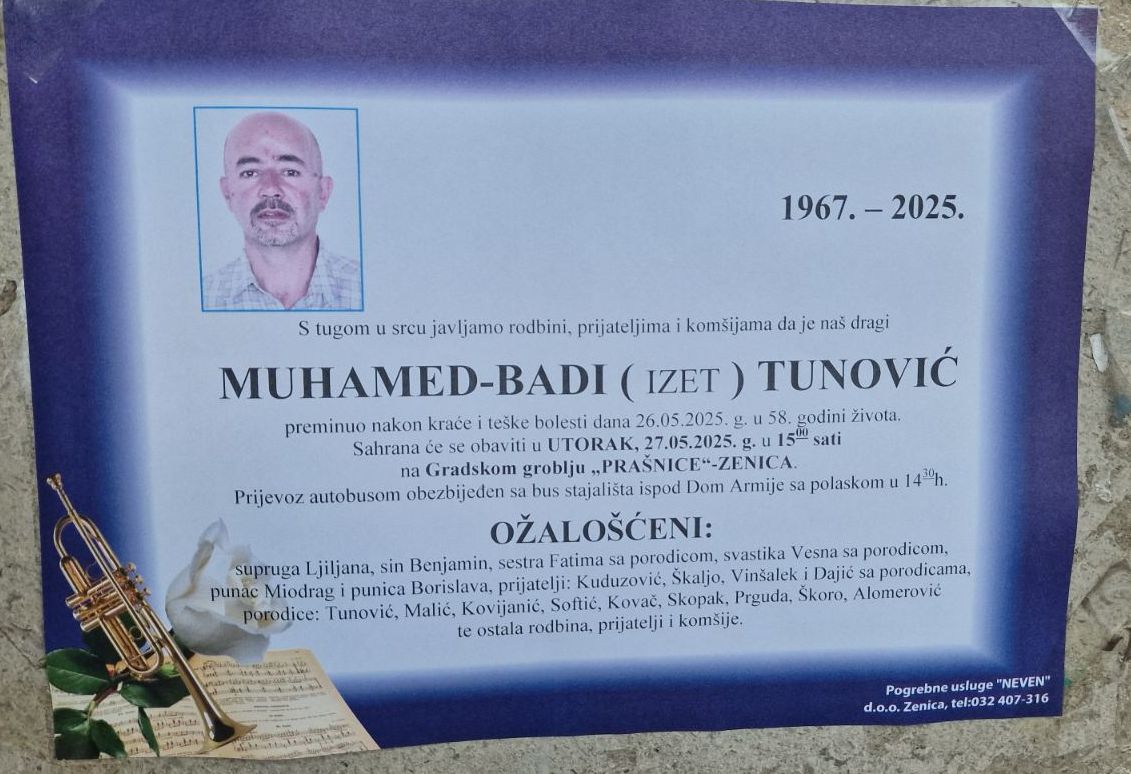 1967. – 2025.
S tugom u srcu javljamo rodbini, prijateljima i komšijama da je naš dragi
MUHAMED-BADI ( IZET ) TUNOVIĆ
preminuo nakon kraće i teške bolesti dana 26.05.2025. g. u 58. godini života.
Sahrana će se obaviti u UTORAK, 27.05.2025. g. u 15⁰⁰ sati
na Gradskom groblju „PRAŠNICE“-ZENICA.
Prijevoz autobusom obezbijeđen sa bus stajališta ispod Dom Armije sa polaskom u 14³⁰h.
OŽALOŠĆENI:
supruga Ljiljana, sin Benjamin, sestra Fatima sa porodicom, svastika Vesna sa porodicom,
punac Miodrag i punica Borislava, prijatelji: Kuduzović, Škaljo, Vinšalek i Dajić sa porodicama,
porodice: Tunović, Malić, Kovijanić, Softić, Kovač, Skopak, Prguda, Škoro, Alomerović
te ostala rodbina, prijatelji i komšije.
Pogrebne usluge "NEVEN"
d.o.o. Zenica, tel:032 407-316